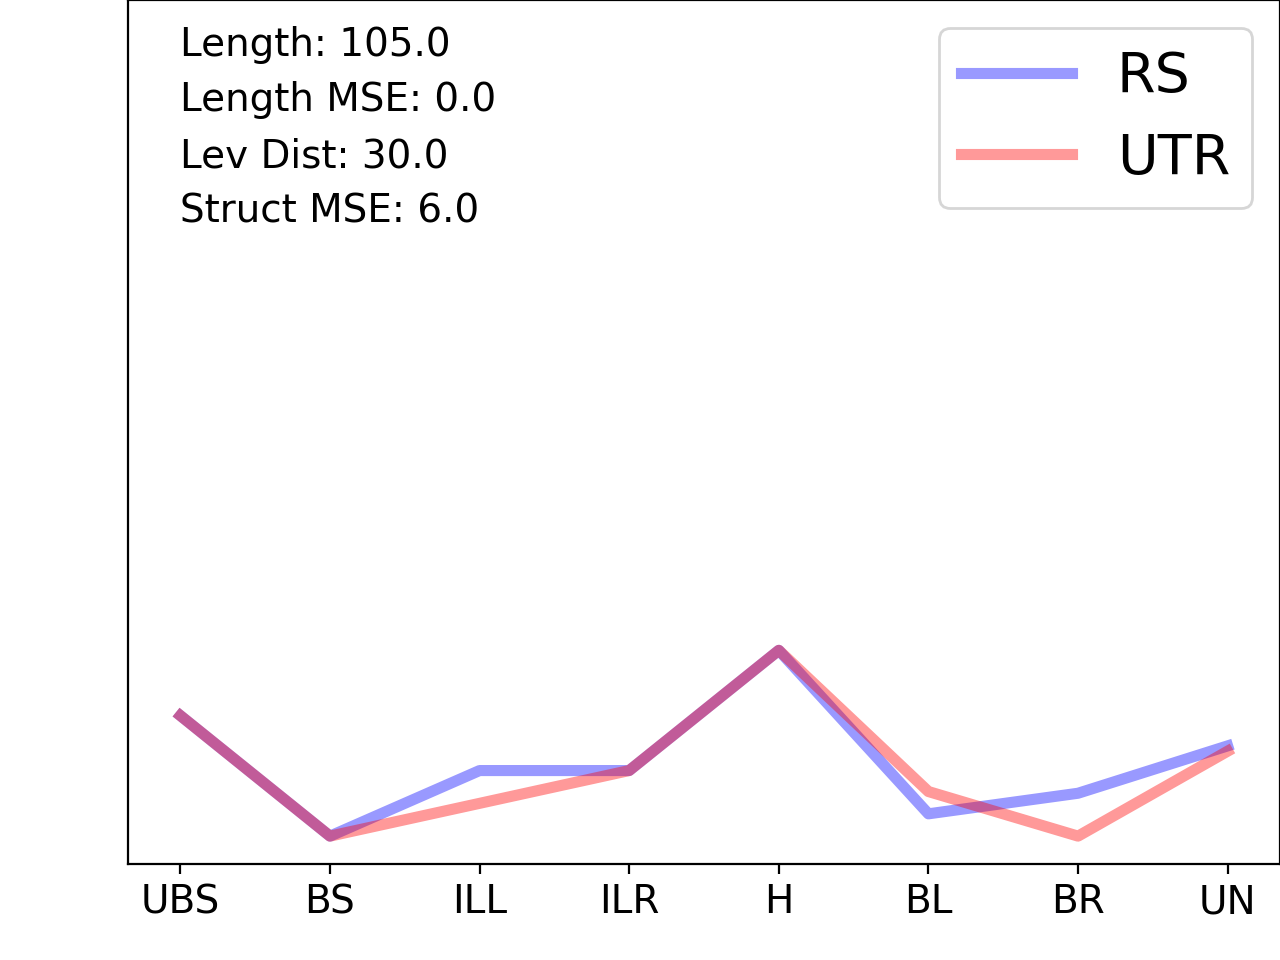 Length: 105.0
Length MSE: 0.0
Lev Dist: 30.0
Struct MSE: 6.0
RS
UTR
UBS BS ILL ILR H BL BR UN